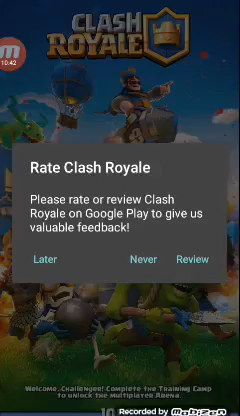 CLASH
ROYALE
10:42
Rate Clash Royale
Please rate or review Clash
Royale on Google Play to give us
valuable feedback!
Later Never Review
Welcome, Challenger! Complete the Training Camp
to unlock the Multiplayer Arena.
Recorded by Mobizen